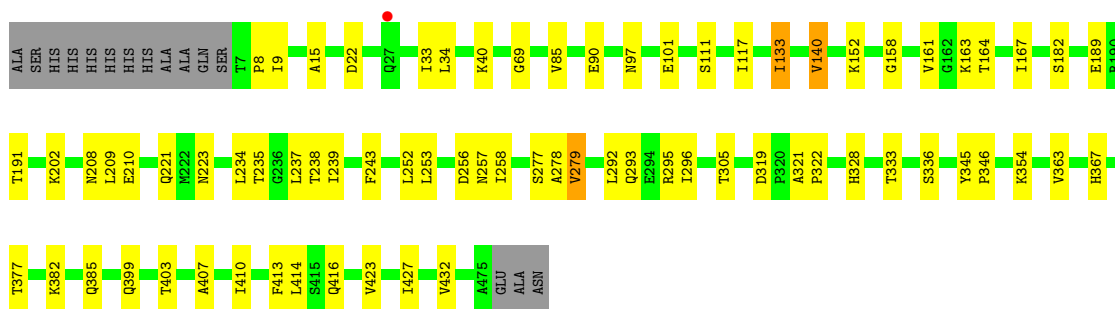 ALA SER HIS HIS HIS HIS HIS HIS ALA ALA GLN SER T7 P8 I9 A15 D22 Q27 I33 L34 K40 G69 V85 E90 N97 E101 S111 I117 I133 V140 K152 G158 V161 G162 K163 T164 I167 S182 E189 P190
T191 K202 N208 L209 E210 Q221 M222 N223 L234 T235 G236 L237 T238 I239 F243 L252 L253 D256 N257 I258 S277 A278 V279 L292 Q293 E294 R295 I296 T305 D319 P320 A321 P322 H328 T333 S336 Y345 P346 K354 V363 H367
T377 K382 Q385 Q399 T403 A407 I410 F413 L414 S415 Q416 V423 I427 V432 A475 GLU ALA ASN